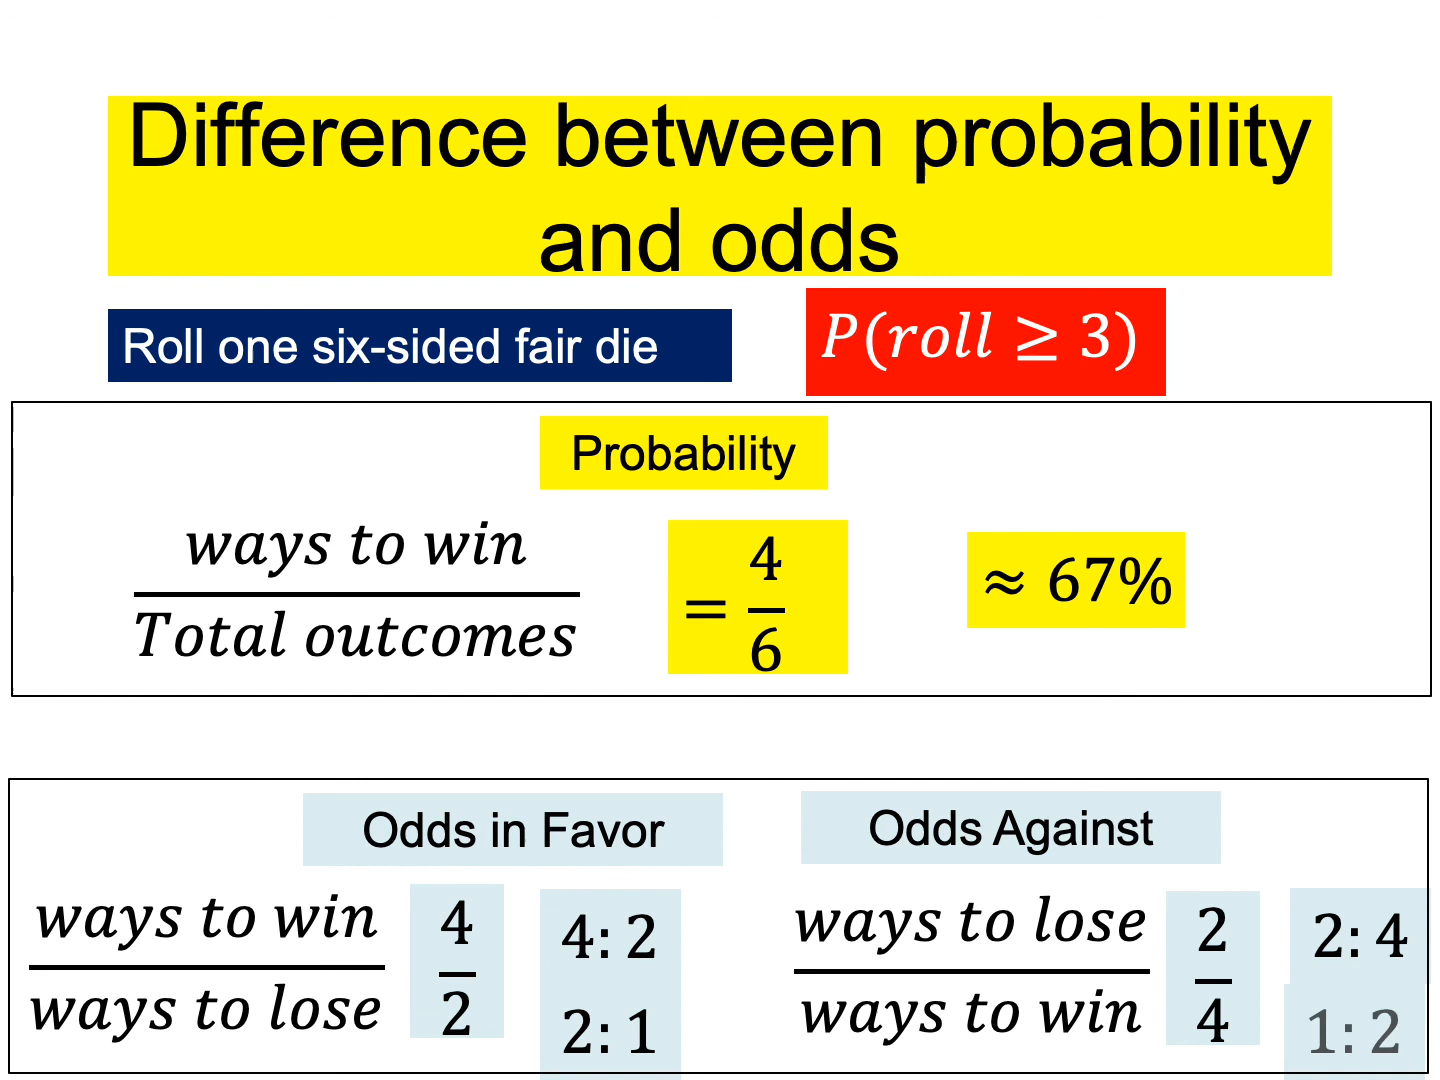 Difference between probability
and odds
Roll one six-sided fair die
P(roll ≥ 3)
Probability
ways to win
Total outcomes
= 4/6
≈ 67%
Odds in Favor
ways to win
ways to lose
4/2
4: 2
2: 1
Odds Against
ways to lose
ways to win
2/4
2: 4
1: 2